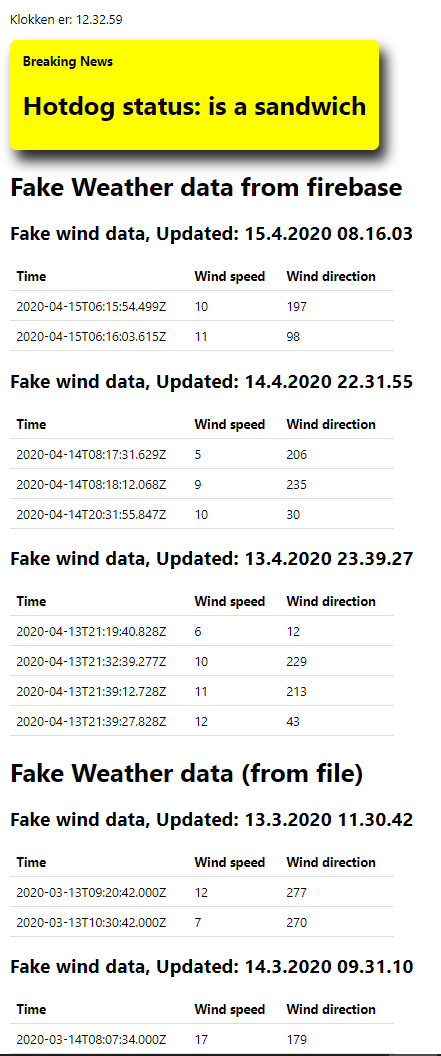 Klokken er: 12.32.59
Breaking News
Hotdog status: is a sandwich
Fake Weather data from firebase
Fake wind data, Updated: 15.4.2020 08.16.03
Time Wind speed Wind direction
2020-04-15T06:15:54.499Z 10 197
2020-04-15T06:16:03.615Z 11 98
Fake wind data, Updated: 14.4.2020 22.31.55
Time Wind speed Wind direction
2020-04-14T08:17:31.629Z 5 206
2020-04-14T08:18:12.068Z 9 235
2020-04-14T20:31:55.847Z 10 30
Fake wind data, Updated: 13.4.2020 23.39.27
Time Wind speed Wind direction
2020-04-13T21:19:40.828Z 6 12
2020-04-13T21:32:39.277Z 10 229
2020-04-13T21:39:12.728Z 11 213
2020-04-13T21:39:27.828Z 12 43
Fake Weather data (from file)
Fake wind data, Updated: 13.3.2020 11.30.42
Time Wind speed Wind direction
2020-03-13T09:20:42.000Z 12 277
2020-03-13T10:30:42.000Z 7 270
Fake wind data, Updated: 14.3.2020 09.31.10
Time Wind speed Wind direction
2020-03-14T08:07:34.000Z 17 179